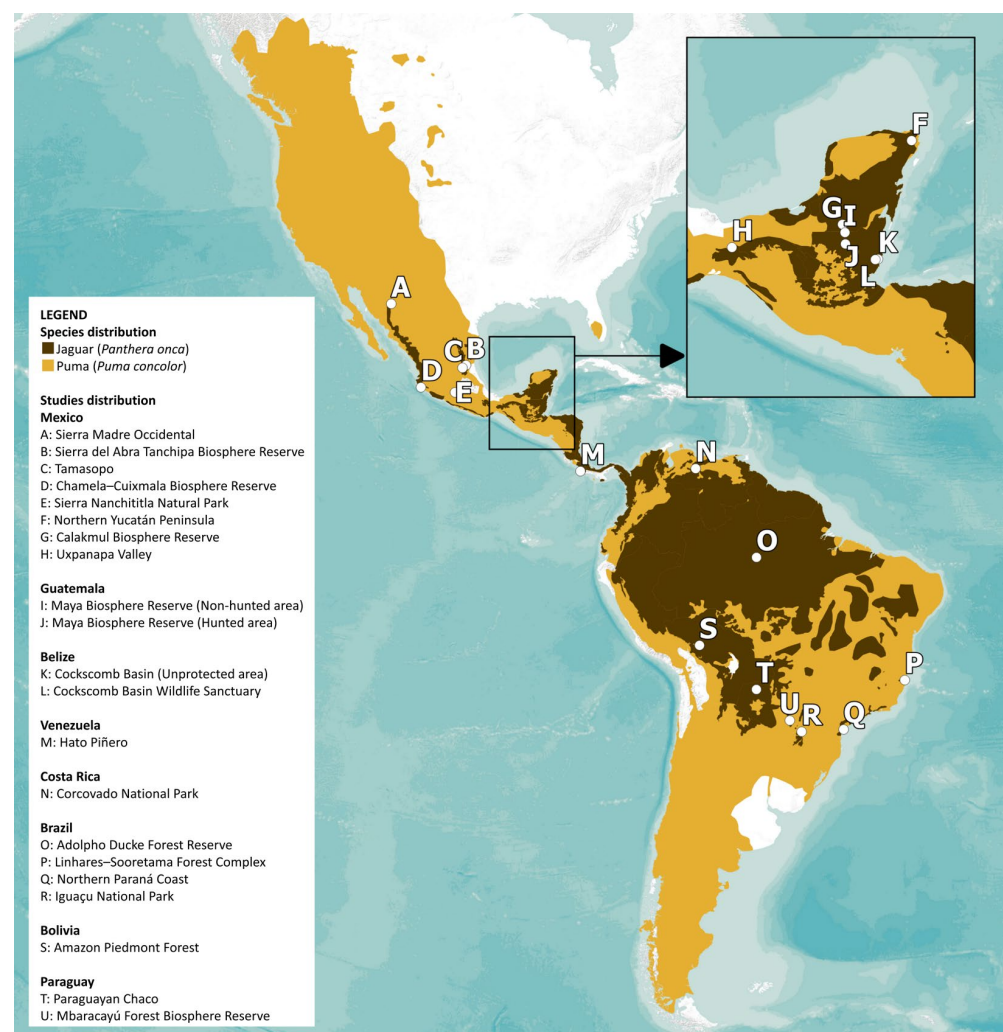 LEGEND
Species distribution
Jaguar (Panthera onca)
Puma (Puma concolor)
Studies distribution
Mexico
A: Sierra Madre Occidental
B: Sierra del Abra Tanchipa Biosphere Reserve
C: Tamasopo
D: Chamela–Cuixmala Biosphere Reserve
E: Sierra Nanchititla Natural Park
F: Northern Yucatán Peninsula
G: Calakmul Biosphere Reserve
H: Uxpanapa Valley
Guatemala
I: Maya Biosphere Reserve (Non-hunted area)
J: Maya Biosphere Reserve (Hunted area)
Belize
K: Cockscomb Basin (Unprotected area)
L: Cockscomb Basin Wildlife Sanctuary
Venezuela
M: Hato Piñero
Costa Rica
N: Corcovado National Park
Brazil
O: Adolpho Ducke Forest Reserve
P: Linhares–Sooretama Forest Complex
Q: Northern Paraná Coast
R: Iguaçu National Park
Bolivia
S: Amazon Piedmont Forest
Paraguay
T: Paraguayan Chaco
U: Mbaracayú Forest Biosphere Reserve
A
C B
D
E
M
N
O
S
T
U R
Q
P
F
G I
H
J K
L